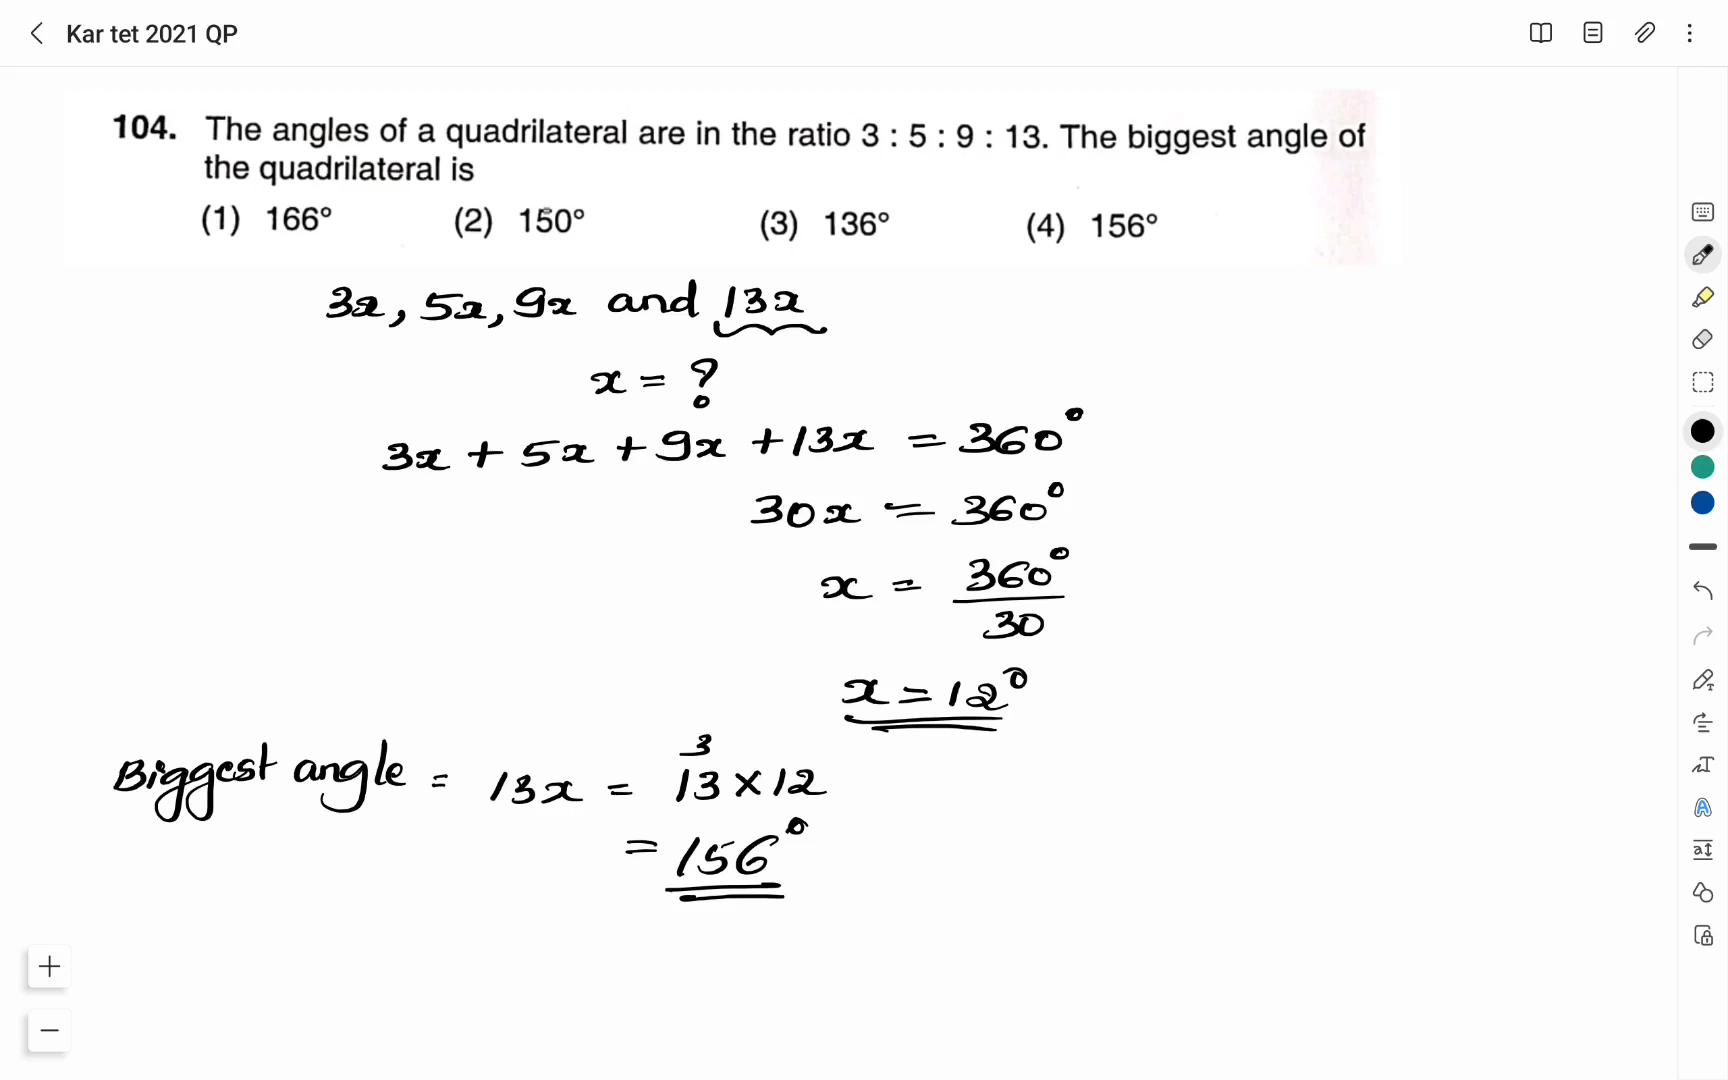 Kar tet 2021 QP
104. The angles of a quadrilateral are in the ratio 3 : 5 : 9 : 13. The biggest angle of
the quadrilateral is
(1) 166° (2) 150° (3) 136° (4) 156°
3x, 5x, 9x and 13x
x = ?
3x + 5x + 9x + 13x = 360°
30x = 360°
x = 360°
30
x = 12°
3
Biggest angle = 13x = 13 × 12
= 156°